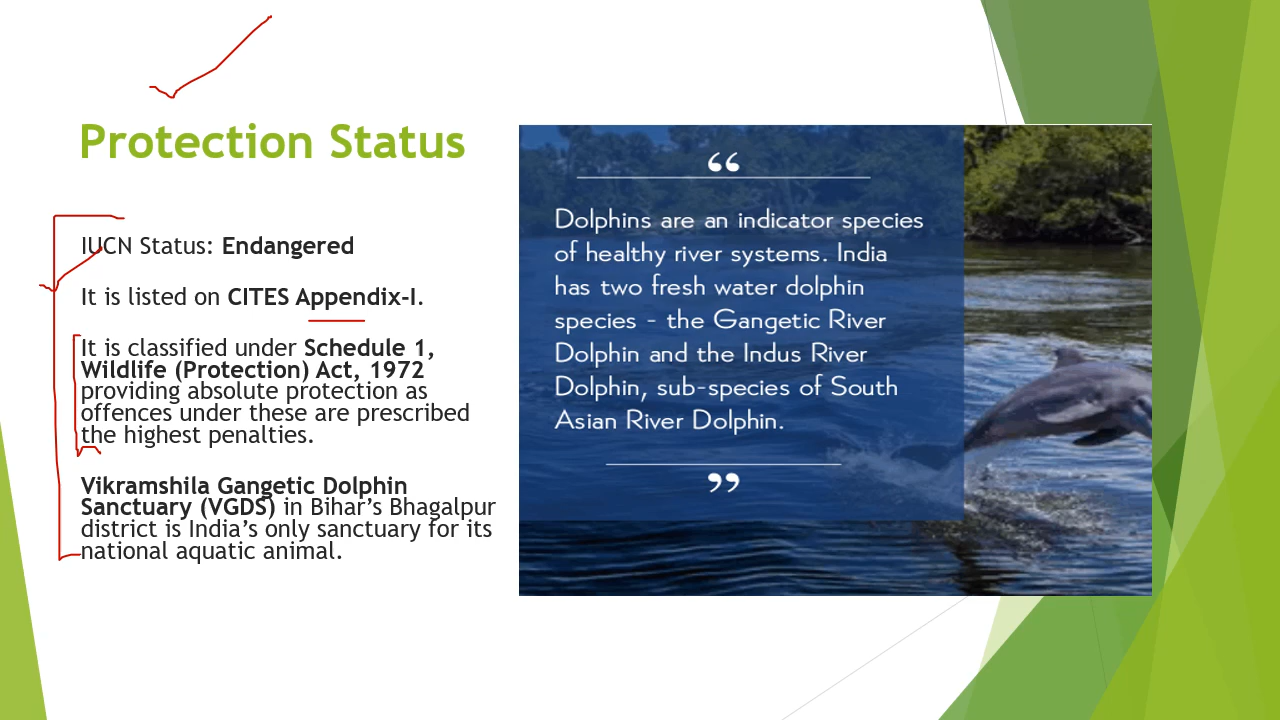 Protection Status
IUCN Status: Endangered
It is listed on CITES Appendix-I.
It is classified under Schedule 1,
Wildlife (Protection) Act, 1972
providing absolute protection as
offences under these are prescribed
the highest penalties.
Vikramshila Gangetic Dolphin
Sanctuary (VGDS) in Bihar’s Bhagalpur
district is India’s only sanctuary for its
national aquatic animal.
“
Dolphins are an indicator species
of healthy river systems. India
has two fresh water dolphin
species - the Gangetic River
Dolphin and the Indus River
Dolphin, sub-species of South
Asian River Dolphin.
”